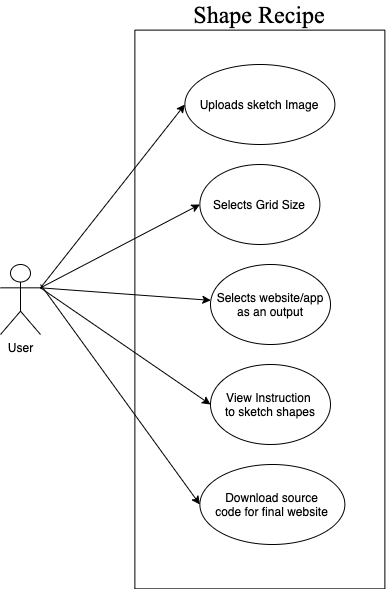 Shape Recipe
Uploads sketch Image
Selects Grid Size
Selects website/app
as an output
User
View Instruction
to sketch shapes
Download source
code for final website